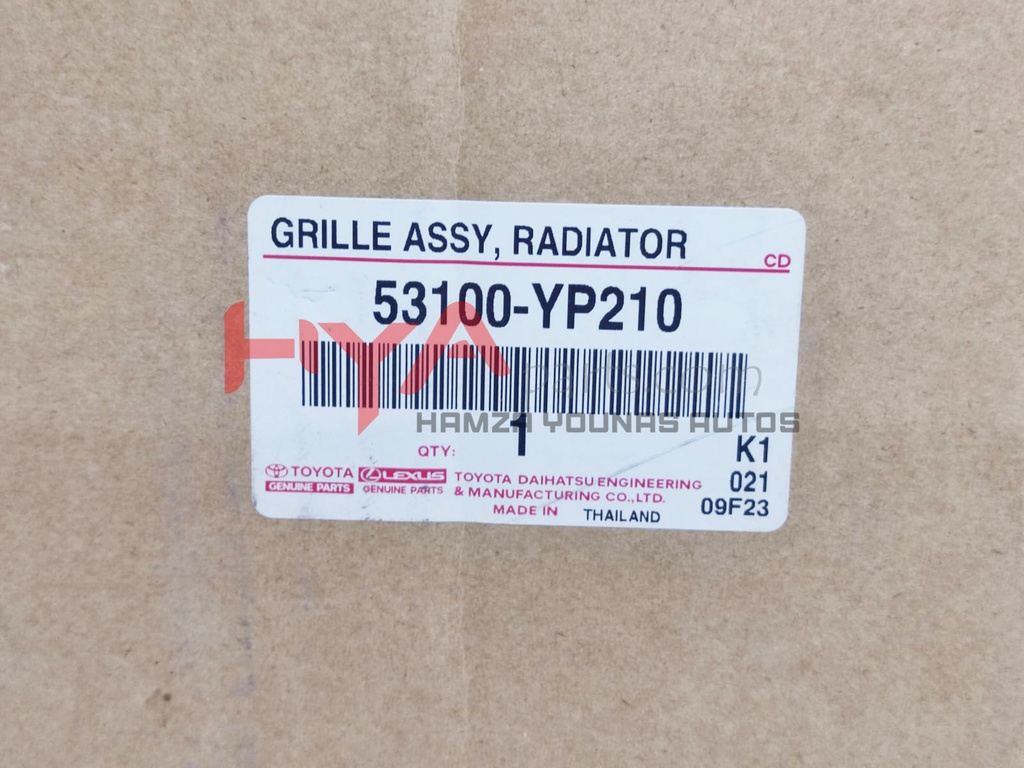 GRILLE ASSY, RADIATOR
CD
53100-YP210
HYA
parts.com
HAMZA YOUNAS AUTOS
QTY: 1
K1
TOYOTA
GENUINE PARTS
LEXUS
GENUINE PARTS
TOYOTA DAIHATSU ENGINEERING
& MANUFACTURING CO., LTD.
021
MADE IN THAILAND
09F23